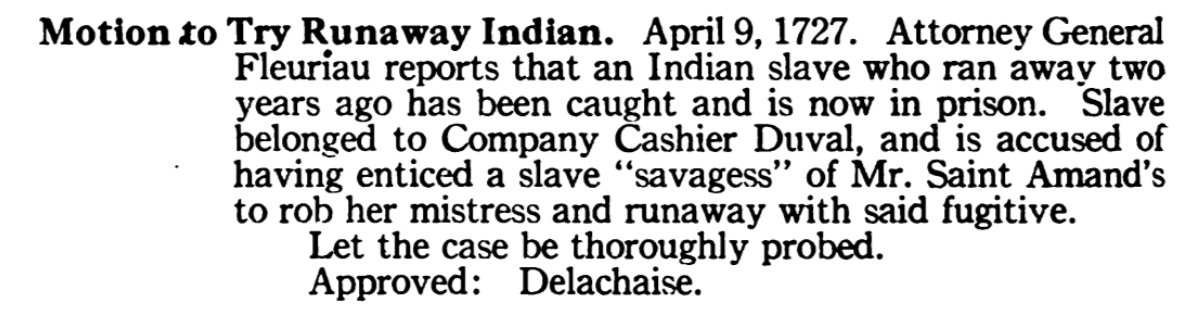 Motion to Try Runaway Indian. April 9, 1727. Attorney General
Fleuriau reports that an Indian slave who ran away two
years ago has been caught and is now in prison. Slave
belonged to Company Cashier Duval, and is accused of
having enticed a slave “savagess” of Mr. Saint Amand's
to rob her mistress and runaway with said fugitive.
Let the case be thoroughly probed.
Approved: Delachaise.